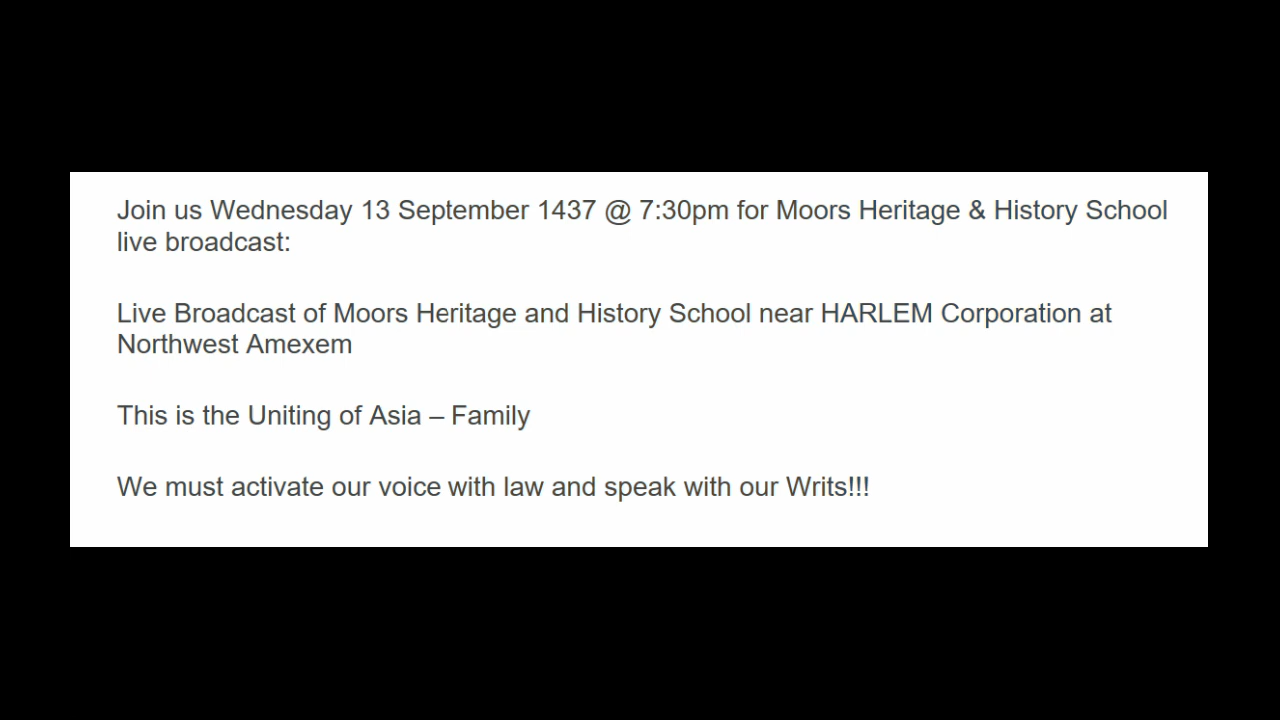 Join us Wednesday 13 September 1437 @ 7:30pm for Moors Heritage & History School
live broadcast:
Live Broadcast of Moors Heritage and History School near HARLEM Corporation at
Northwest Amexem
This is the Uniting of Asia – Family
We must activate our voice with law and speak with our Writs!!!